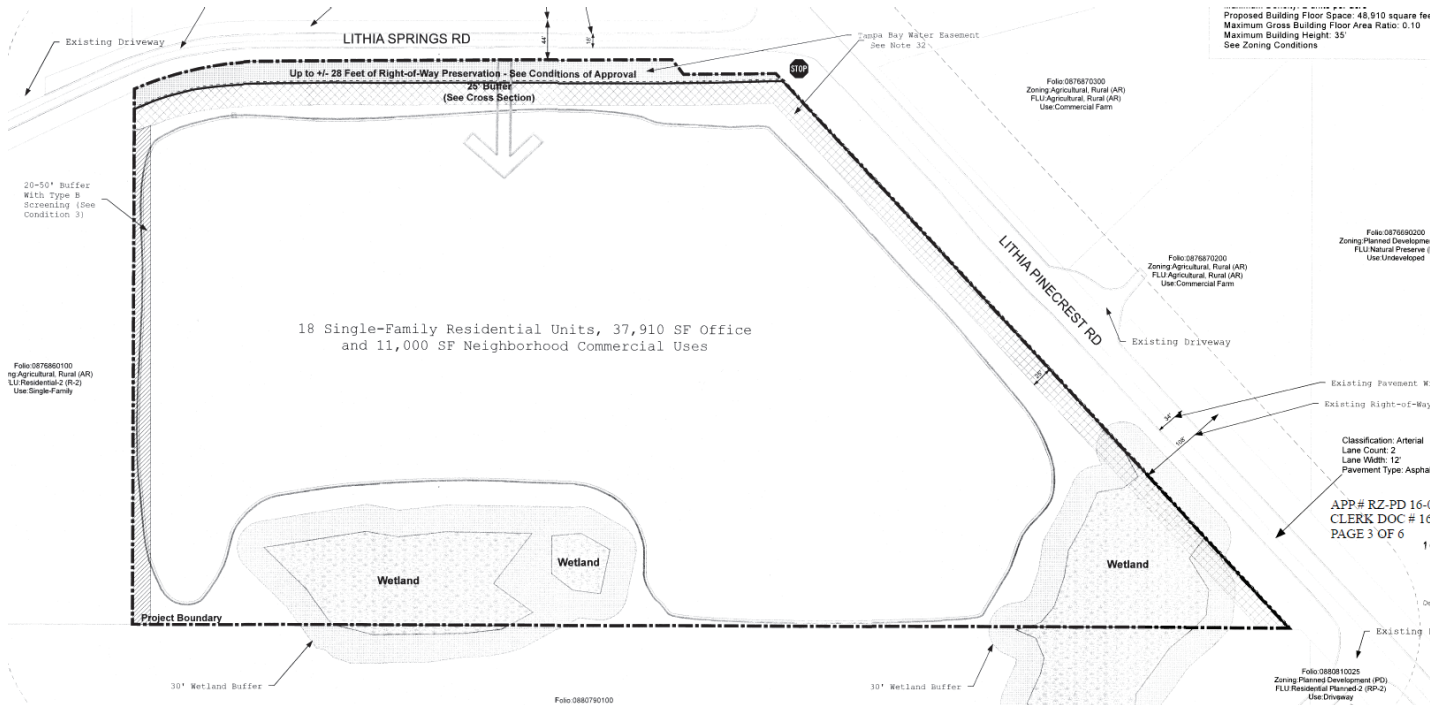 Proposed Building Floor Space: 48,910 square fee
Maximum Gross Building Floor Area Ratio: 0.10
Maximum Building Height: 35'
See Zoning Conditions
Existing Driveway
LITHIA SPRINGS RD
44'
Tampa Bay Water Easement
See Note 32
STOP
Up to +/- 28 Feet of Right-of-Way Preservation - See Conditions of Approval
25' Buffer
(See Cross Section)
Folio:0876870300
Zoning:Agricultural, Rural (AR)
FLU:Agricultural, Rural (AR)
Use:Commercial Farm
20-50' Buffer
With Type B
Screening (See
Condition 3)
Folio:0876690200
Zoning:Planned Developme
FLU:Natural Preserve (
Use:Undeveloped
LITHIA PINECREST RD
Folio:0876870200
Zoning:Agricultural, Rural (AR)
FLU:Agricultural, Rural (AR)
Use:Commercial Farm
18 Single-Family Residential Units, 37,910 SF Office
and 11,000 SF Neighborhood Commercial Uses
Existing Driveway
Folio:0876860100
ng:Agricultural, Rural (AR)
LU:Residential-2 (R-2)
Use:Single-Family
Existing Pavement Wi
Existing Right-of-Way
34'
108'
Classification: Arterial
Lane Count: 2
Lane Width: 12'
Pavement Type: Aspha
APP.# RZ-PD 16-0
CLERK DOC # 16
PAGE 3 OF 6
Wetland
Wetland
Wetland
Project Boundary
Existing
30' Wetland Buffer
30' Wetland Buffer
Folio:0880810025
Zoning:Planned Development (PD)
FLU:Residential Planned-2 (RP-2)
Use:Driveway
Folio:0880790100